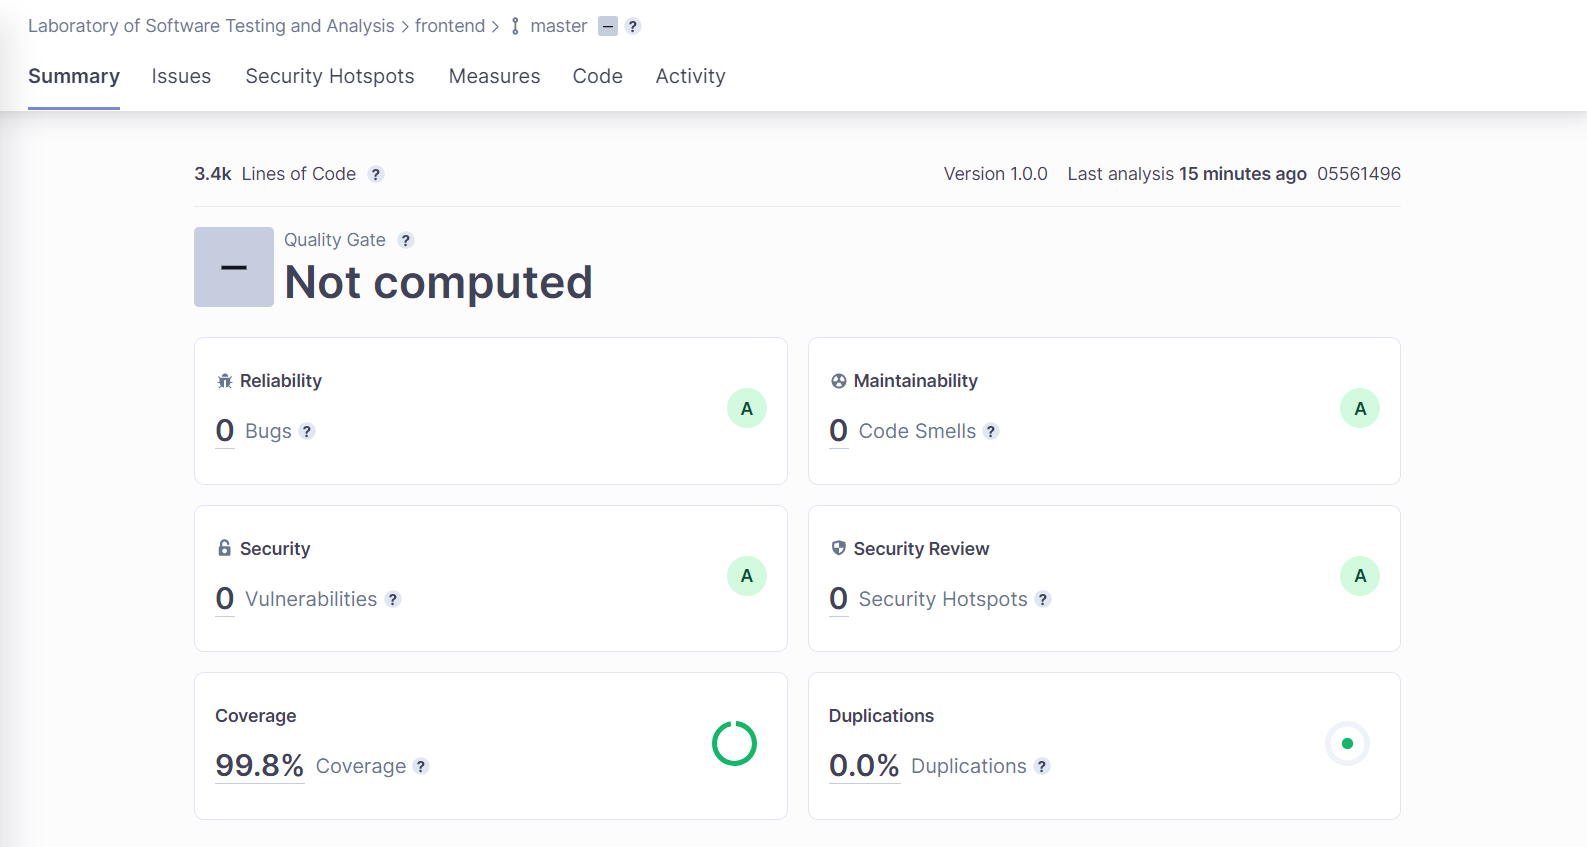 Laboratory of Software Testing and Analysis > frontend > master – ?
Summary Issues Security Hotspots Measures Code Activity
3.4k Lines of Code ? Version 1.0.0 Last analysis 15 minutes ago 05561496
Quality Gate ?
– Not computed
Reliability
0 Bugs ?
A
Maintainability
0 Code Smells ?
A
Security
0 Vulnerabilities ?
A
Security Review
0 Security Hotspots ?
A
Coverage
99.8% Coverage ?
Duplications
0.0% Duplications ?